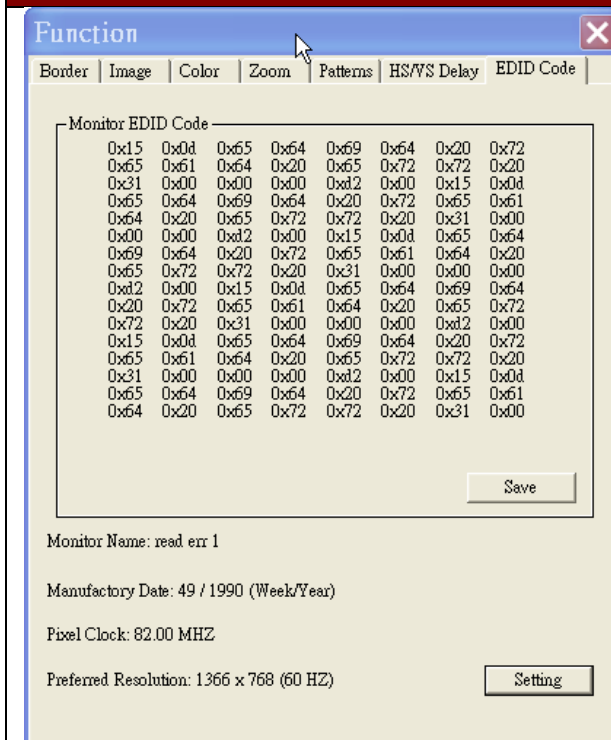 Function
Border Image Color Zoom Patterns HS/VS Delay EDID Code
Monitor EDID Code
0x15 0x0d 0x65 0x64 0x69 0x64 0x20 0x72
0x65 0x61 0x64 0x20 0x65 0x72 0x72 0x20
0x31 0x00 0x00 0x00 0xd2 0x00 0x15 0x0d
0x65 0x64 0x69 0x64 0x20 0x72 0x65 0x61
0x64 0x20 0x65 0x72 0x72 0x20 0x31 0x00
0x00 0x00 0xd2 0x00 0x15 0x0d 0x65 0x64
0x69 0x64 0x20 0x72 0x65 0x61 0x64 0x20
0x65 0x72 0x72 0x20 0x31 0x00 0x00 0x00
0xd2 0x00 0x15 0x0d 0x65 0x64 0x69 0x64
0x20 0x72 0x65 0x61 0x64 0x20 0x65 0x72
0x72 0x20 0x31 0x00 0x00 0x00 0xd2 0x00
0x15 0x0d 0x65 0x64 0x69 0x64 0x20 0x72
0x65 0x61 0x64 0x20 0x65 0x72 0x72 0x20
0x31 0x00 0x00 0x00 0xd2 0x00 0x15 0x0d
0x65 0x64 0x69 0x64 0x20 0x72 0x65 0x61
0x64 0x20 0x65 0x72 0x72 0x20 0x31 0x00
Save
Monitor Name: read err 1
Manufactory Date: 49 / 1990 (Week/Year)
Pixel Clock: 82.00 MHZ
Preferred Resolution: 1366 x 768 (60 HZ)
Setting